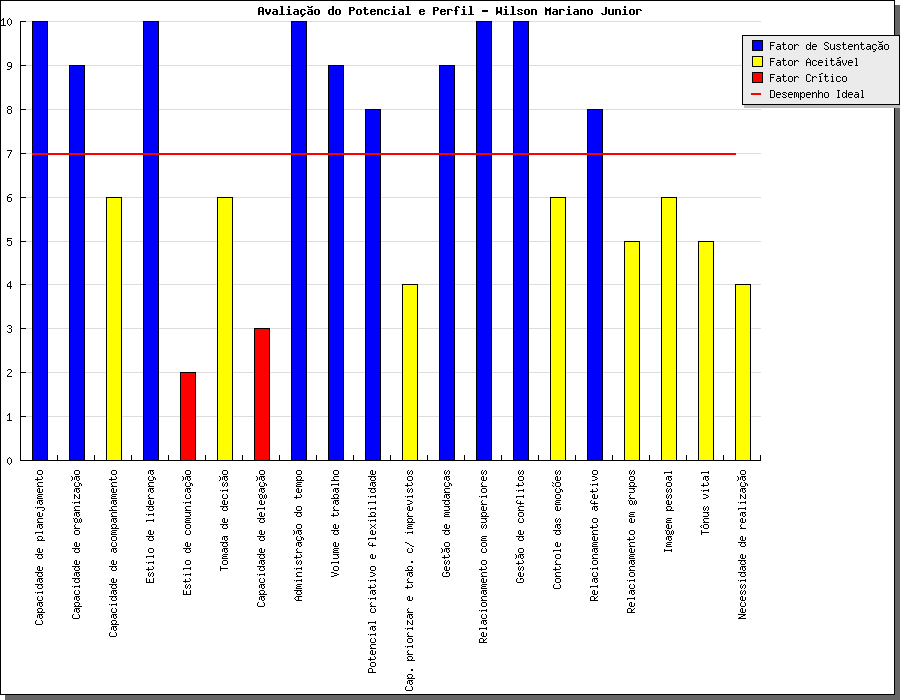 Avaliação do Potencial e Perfil - Wilson Mariano Junior
Fator de Sustentação
Fator Aceitável
Fator Crítico
Desempenho Ideal
10
9
8
7
6
5
4
3
2
1
0
Capacidade de planejamento
Capacidade de organização
Capacidade de acompanhamento
Estilo de liderança
Estilo de comunicação
Tomada de decisão
Capacidade de delegação
Administração do tempo
Volume de trabalho
Potencial criativo e flexibilidade
Cap. priorizar e trab. c/ imprevistos
Gestão de mudanças
Relacionamento com superiores
Gestão de conflitos
Controle das emoções
Relacionamento afetivo
Relacionamento em grupos
Imagem pessoal
Tônus vital
Necessidade de realização